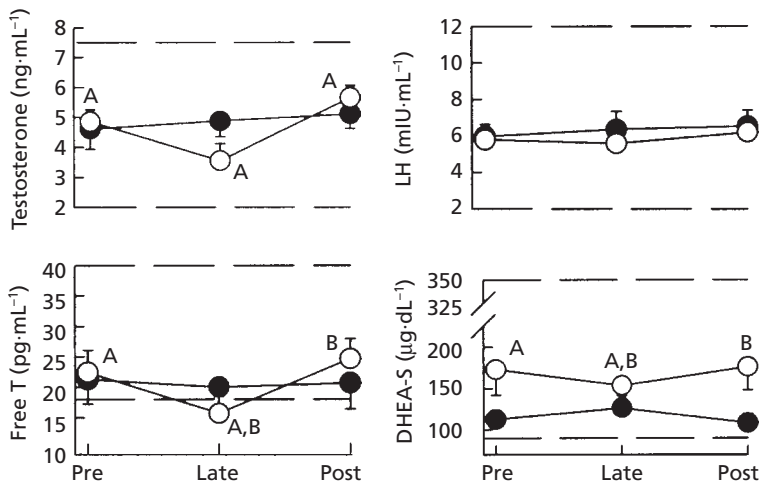 Testosterone (ng·mL⁻¹)
8
7
6
5
4
3
2
A
A
A
LH (mIU·mL⁻¹)
12
10
8
6
4
2
Free T (pg·mL⁻¹)
40
35
30
25
20
15
10
A
A,B
B
Pre
Late
Post
DHEA-S (µg·dL⁻¹)
350
325
200
150
100
A
A,B
B
Pre
Late
Post